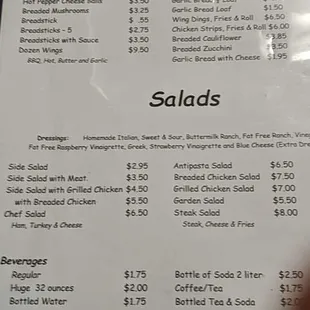 Hot Pepper Cheese Balls $3.50
Breaded Mushrooms $3.25
Breadstick $ .55
Breadsticks - 5 $2.75
Breadsticks with Sauce $3.50
Dozen Wings $9.50
BBQ, Hot, Butter and Garlic
Garlic Bread Loaf $1.50
Wing Dings, Fries & Roll $6.50
Chicken Strips, Fries & Roll $6.00
Breaded Cauliflower $3.85
Breaded Zucchini $3.50
Garlic Bread with Cheese $1.95
Salads
Dressings: Homemade Italian, Sweet & Sour, Buttermilk Ranch, Fat Free Ranch,
Fat Free Raspberry Vinaigrette, Greek, Strawberry Vinaigrette and Blue Cheese (Extra
Side Salad $2.95
Side Salad with Meat. $3.50
Side Salad with Grilled Chicken $4.50
with Breaded Chicken $5.50
Chef Salad $6.50
Ham, Turkey & Cheese
Antipasta Salad $6.50
Breaded Chicken Salad $7.50
Grilled Chicken Salad $7.00
Garden Salad $5.50
Steak Salad $8.00
Steak, Cheese & Fries
Beverages
Regular $1.75
Huge 32 ounces $2.00
Bottled Water $1.75
Bottle of Soda 2 liter $2.50
Coffee/Tea $1.75
Bottled Tea & Soda